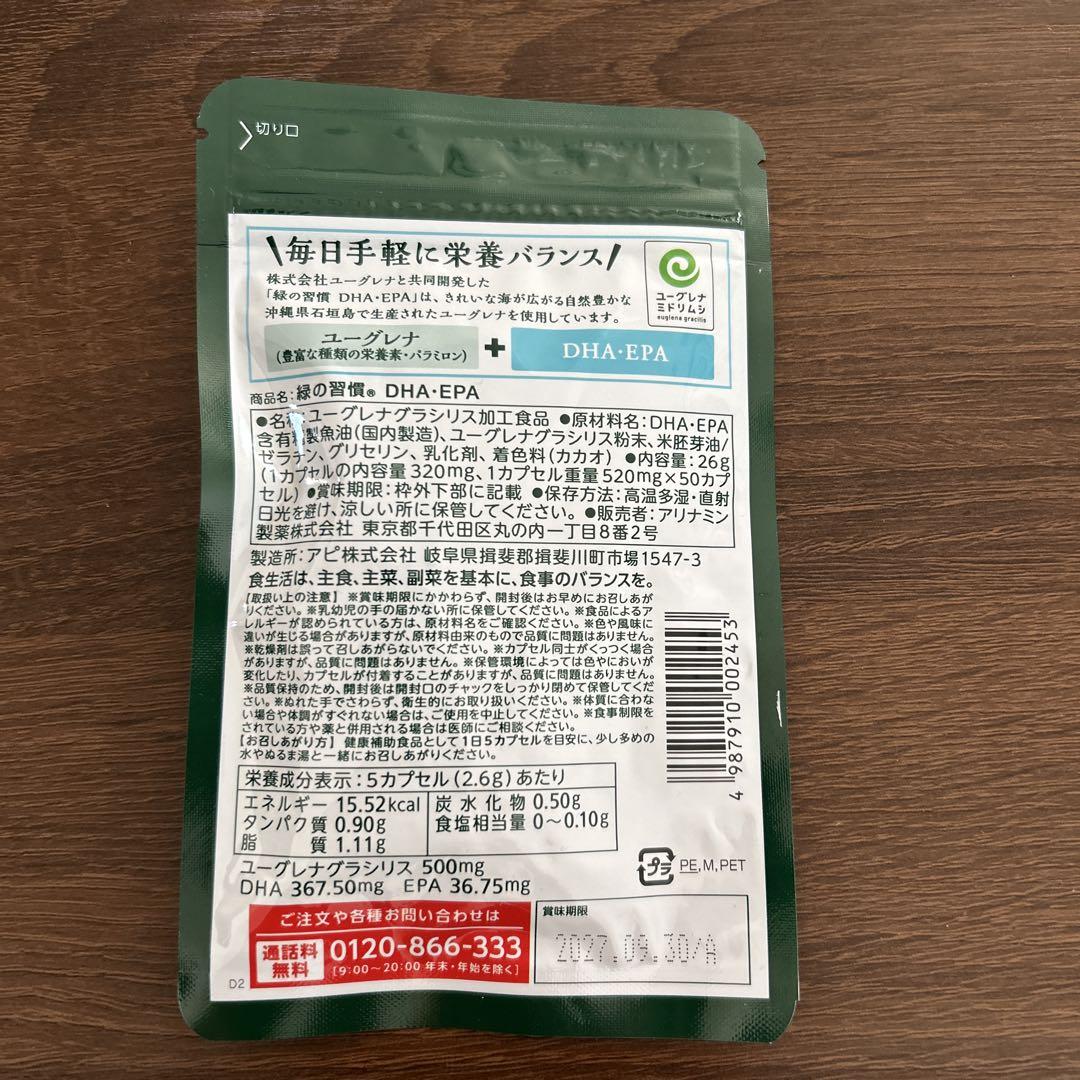 切り口
\毎日手軽に栄養バランス/
株式会社ユーグレナと共同開発した
「緑の習慣 DHA・EPA」は、きれいな海が広がる自然豊かな
沖縄県石垣島で生産されたユーグレナを使用しています。
ユーグレナ
ミドリムシ
euglena gracilis
ユーグレナ
(豊富な種類の栄養素・パラミロン)
+
DHA・EPA
商品名:緑の習慣® DHA・EPA
●名称:ユーグレナグラシリス加工食品 ●原材料名:DHA・EPA
含有精製魚油(国内製造)、ユーグレナグラシリス粉末、米胚芽油/
ゼラチン、グリセリン、乳化剤、着色料(カカオ) ●内容量:26g
(1カプセルの内容量320mg、1カプセル重量520mg×50カプ
セル) ●賞味期限:枠外下部に記載 ●保存方法:高温多湿・直射
日光を避け、涼しい所に保管してください。 ●販売者:アリナミン
製薬株式会社 東京都千代田区丸の内一丁目8番2号
製造所:アピ株式会社 岐阜県揖斐郡揖斐川町市場1547-3
食生活は、主食、主菜、副菜を基本に、食事のバランスを。
【取扱い上の注意】 ※賞味期限にかかわらず、開封後はお早めにお召しあが
りください。※乳幼児の手の届かない所に保管してください。※食品によるア
レルギーが認められている方は、原材料名をご確認ください。※色や風味に
違いが生じる場合がありますが、原材料由来のもので品質に問題はありません。
※乾燥剤は誤って召しあがらないでください。※カプセル同士がくっつく場合
がありますが、品質に問題はありません。※保管環境によっては色やにおいが
変化したり、カプセルが付着することがありますが、品質に問題はありません。
※品質保持のため、開封後は開封口のチャックをしっかり閉めて保管してくだ
さい。※ぬれた手でさわらず、衛生的にお取り扱いください。※体質に合わな
い場合や体調がすぐれない場合は、ご使用を中止してください。※食事制限を
されている方や薬と併用される場合は医師にご相談ください。
【お召しあがり方】 健康補助食品として1日5カプセルを目安に、少し多めの
水やぬるま湯と一緒にお召しあがりください。
4 987910 002453
栄養成分表示:5カプセル(2.6g)あたり
エネルギー 15.52kcal
タンパク質 0.90g
脂 質 1.11g
炭水化物 0.50g
食塩相当量 0〜0.10g
ユーグレナグラシリス 500mg
DHA 367.50mg EPA 36.75mg
プラ PE,M,PET
ご注文や各種お問い合わせは
通話料
無料
0120-866-333
[9:00〜20:00 年末・年始を除く]
賞味期限
2027.09.30/A
D2